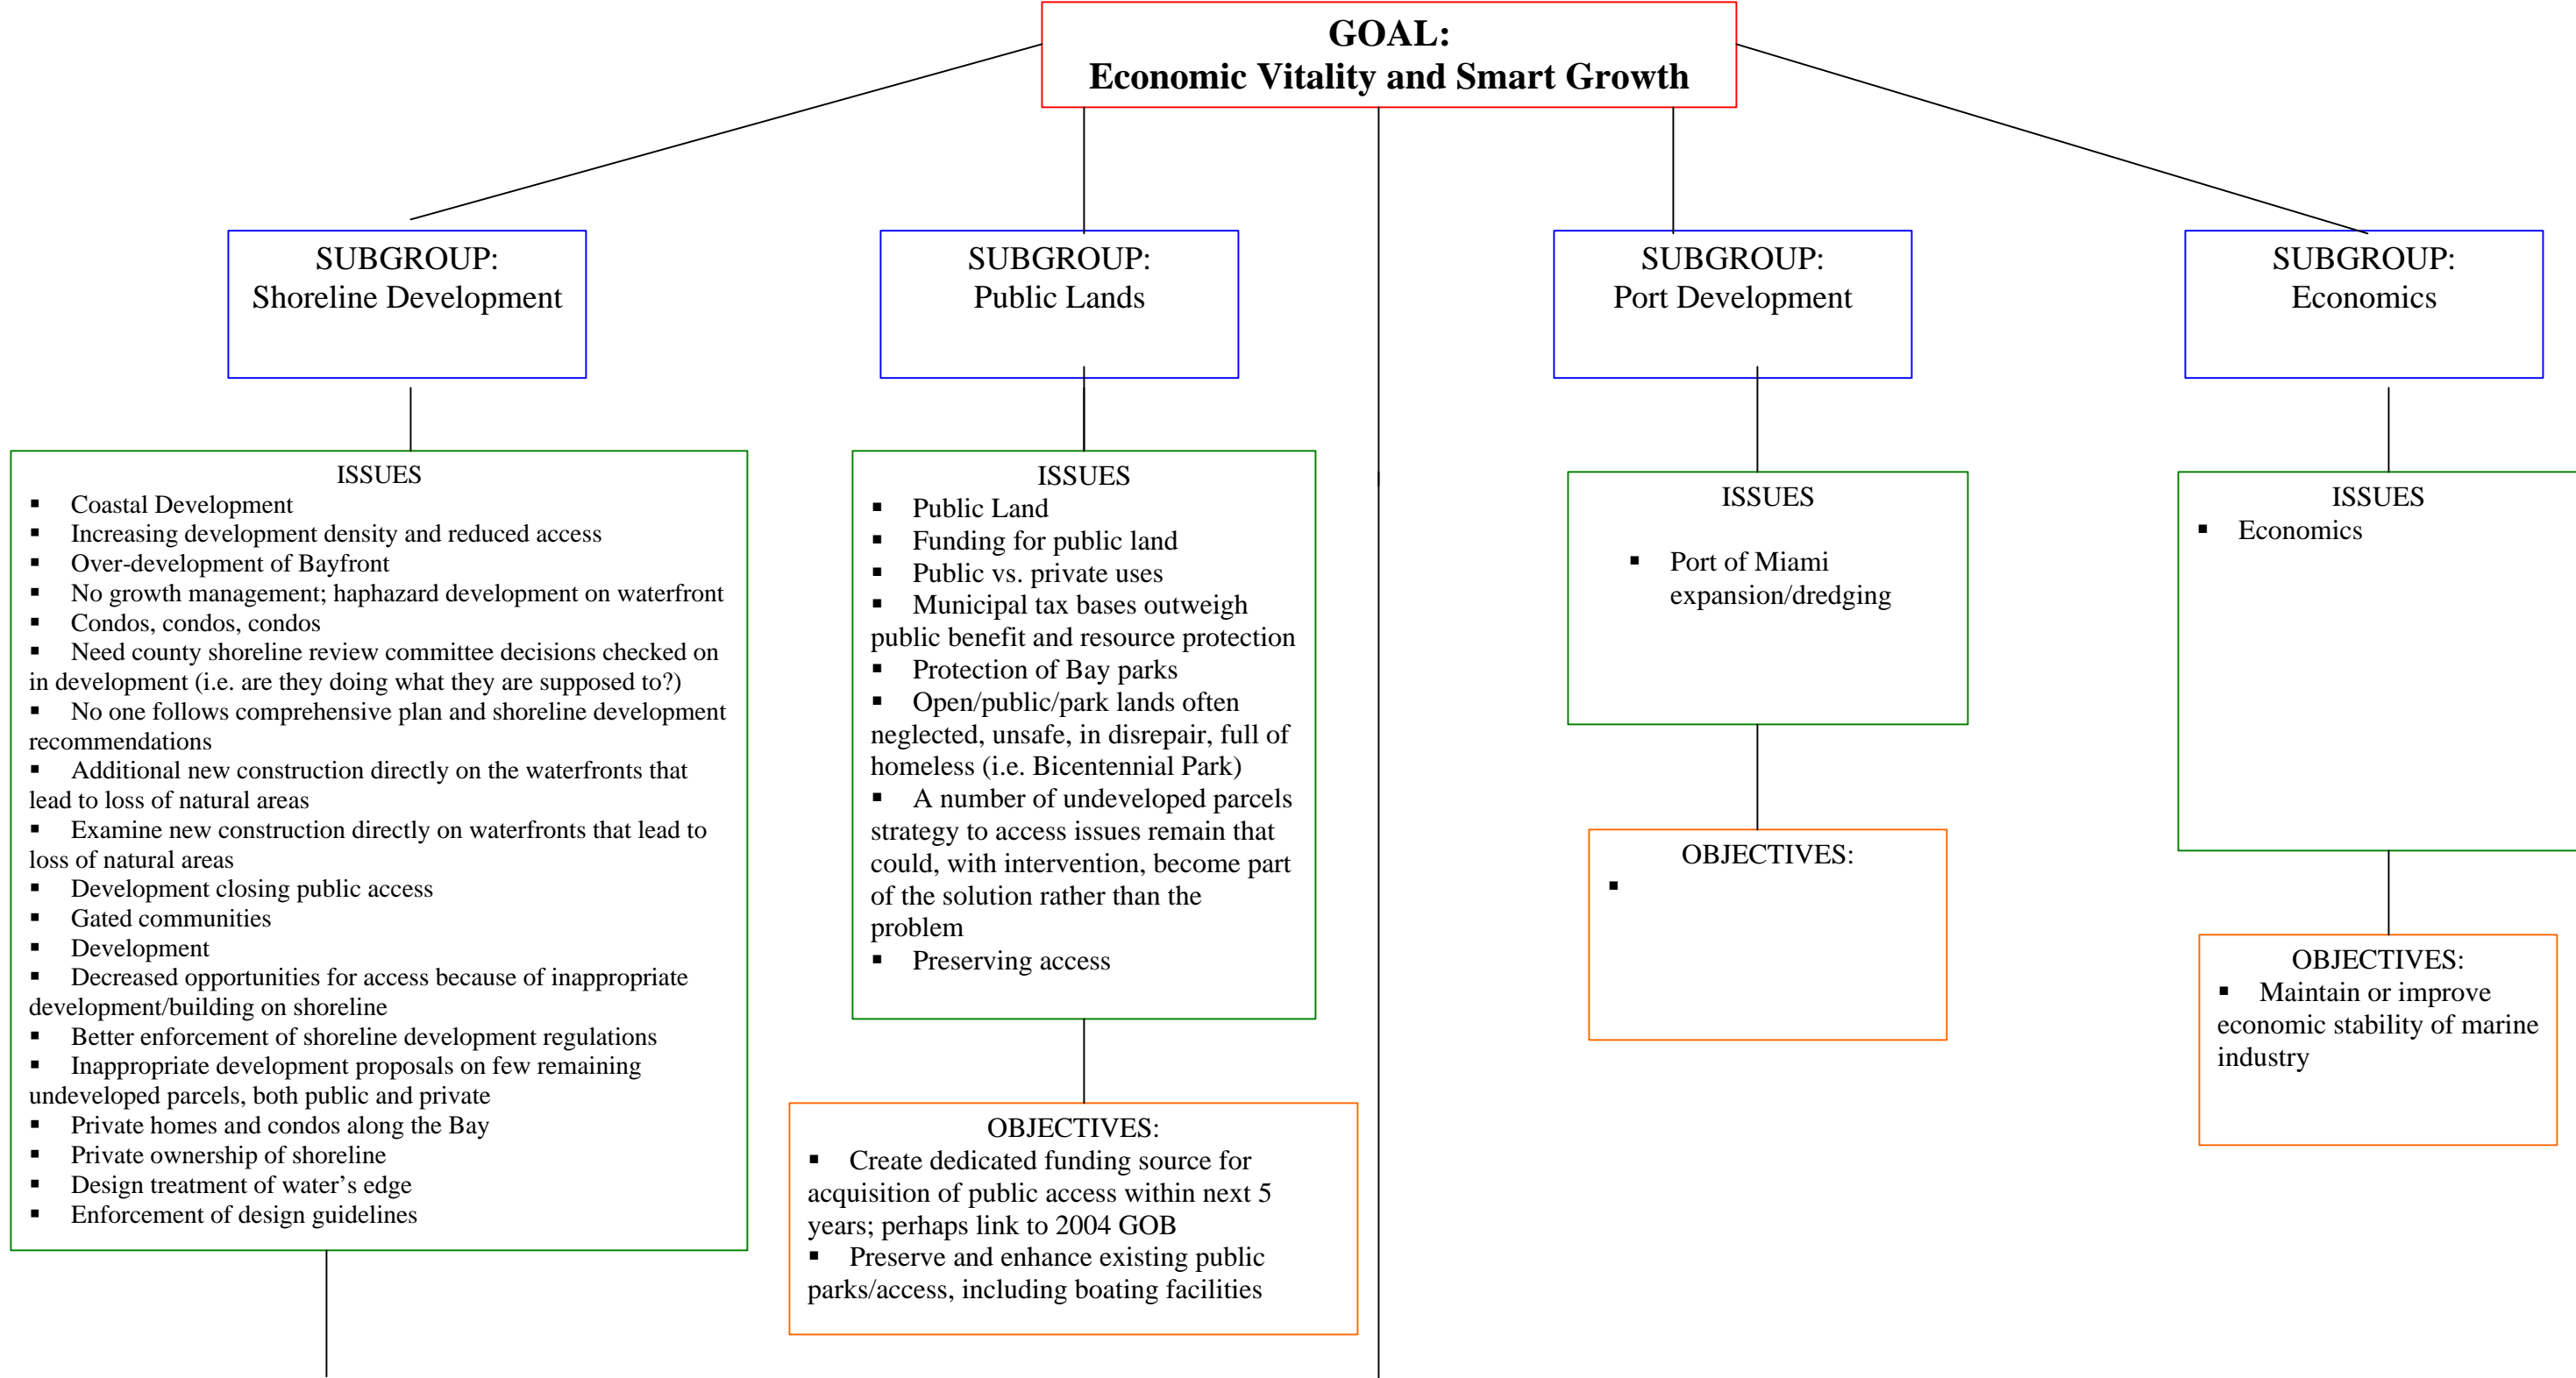 GOAL:
Economic Vitality and Smart Growth
SUBGROUP:
Shoreline Development
ISSUES
▪ Coastal Development
▪ Increasing development density and reduced access
▪ Over-development of Bayfront
▪ No growth management; haphazard development on waterfront
▪ Condos, condos, condos
▪ Need county shoreline review committee decisions checked on
in development (i.e. are they doing what they are supposed to?)
▪ No one follows comprehensive plan and shoreline development
recommendations
▪ Additional new construction directly on the waterfronts that
lead to loss of natural areas
▪ Examine new construction directly on waterfronts that lead to
loss of natural areas
▪ Development closing public access
▪ Gated communities
▪ Development
▪ Decreased opportunities for access because of inappropriate
development/building on shoreline
▪ Better enforcement of shoreline development regulations
▪ Inappropriate development proposals on few remaining
undeveloped parcels, both public and private
▪ Private homes and condos along the Bay
▪ Private ownership of shoreline
▪ Design treatment of water’s edge
▪ Enforcement of design guidelines
SUBGROUP:
Public Lands
ISSUES
▪ Public Land
▪ Funding for public land
▪ Public vs. private uses
▪ Municipal tax bases outweigh
public benefit and resource protection
▪ Protection of Bay parks
▪ Open/public/park lands often
neglected, unsafe, in disrepair, full of
homeless (i.e. Bicentennial Park)
▪ A number of undeveloped parcels
strategy to access issues remain that
could, with intervention, become part
of the solution rather than the
problem
▪ Preserving access
OBJECTIVES:
▪ Create dedicated funding source for
acquisition of public access within next 5
years; perhaps link to 2004 GOB
▪ Preserve and enhance existing public
parks/access, including boating facilities
SUBGROUP:
Port Development
ISSUES
▪ Port of Miami
expansion/dredging
OBJECTIVES:
▪
SUBGROUP:
Economics
ISSUES
▪ Economics
OBJECTIVES:
▪ Maintain or improve
economic stability of marine
industry